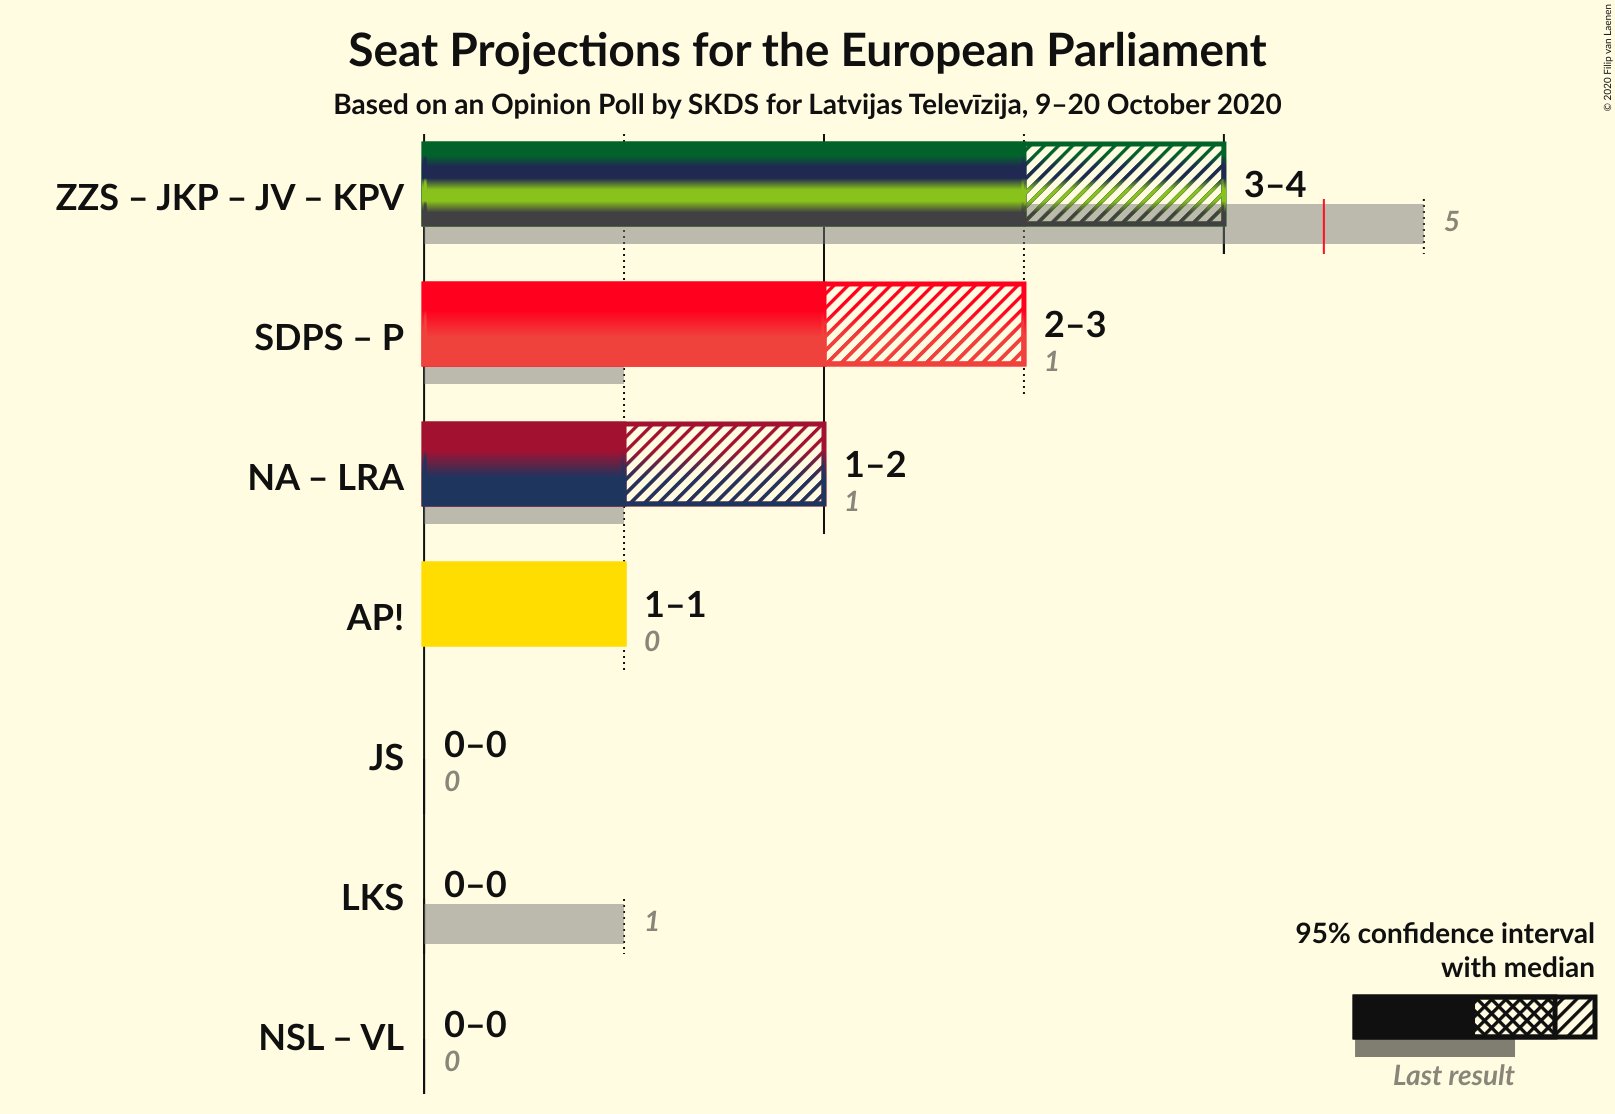 Seat Projections for the European Parliament
Based on an Opinion Poll by SKDS for Latvijas Televīzija, 9–20 October 2020
© 2020 Filip van Laenen
ZZS – JKP – JV – KPV
3–4
5
SDPS – P
2–3
1
NA – LRA
1–2
1
AP!
1–1
0
JS
0–0
0
LKS
0–0
1
NSL – VL
0–0
0
95% confidence interval
with median
Last result